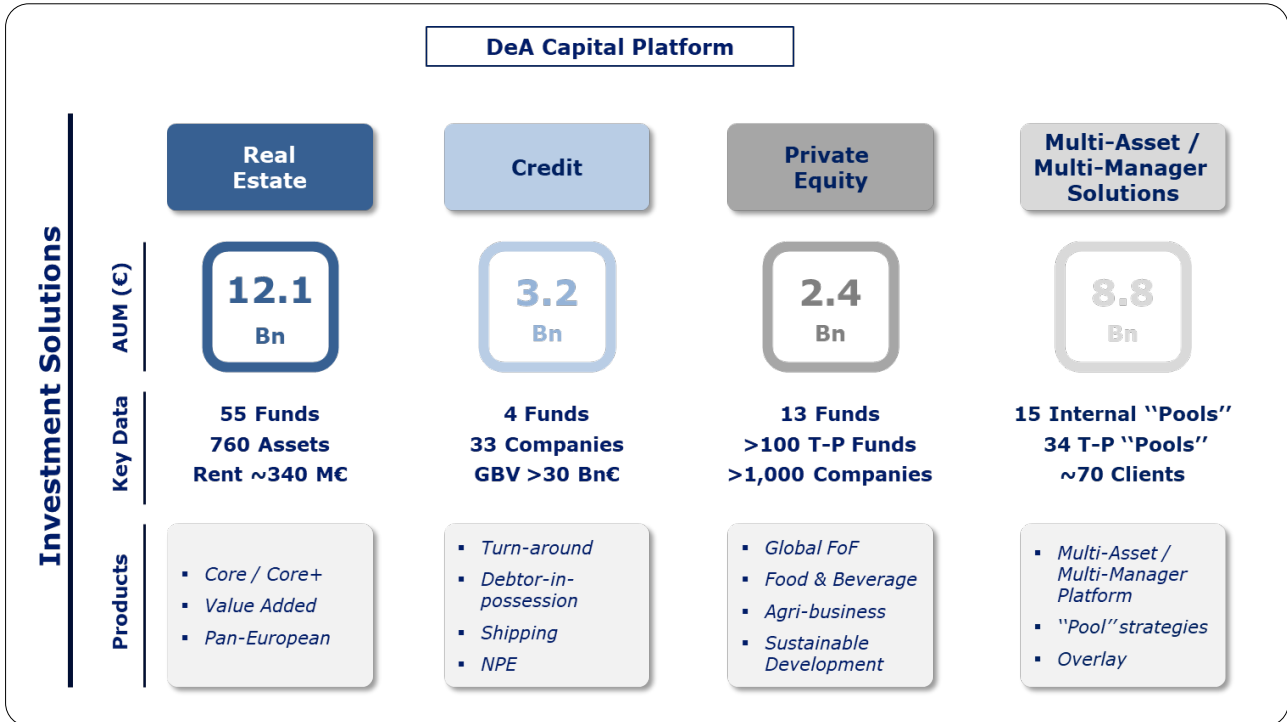 DeA Capital Platform
Investment Solutions
Real
Estate
Credit
Private
Equity
Multi-Asset /
Multi-Manager
Solutions
AUM (€)
12.1
Bn
3.2
Bn
2.4
Bn
8.8
Bn
Key Data
55 Funds
760 Assets
Rent ~340 M€
4 Funds
33 Companies
GBV >30 Bn€
13 Funds
>100 T-P Funds
>1,000 Companies
15 Internal "Pools"
34 T-P "Pools"
~70 Clients
Products
▪ Core / Core+
▪ Value Added
▪ Pan-European
▪ Turn-around
▪ Debtor-in-
possession
▪ Shipping
▪ NPE
▪ Global FoF
▪ Food & Beverage
▪ Agri-business
▪ Sustainable
Development
▪ Multi-Asset /
Multi-Manager
Platform
▪ "Pool" strategies
▪ Overlay